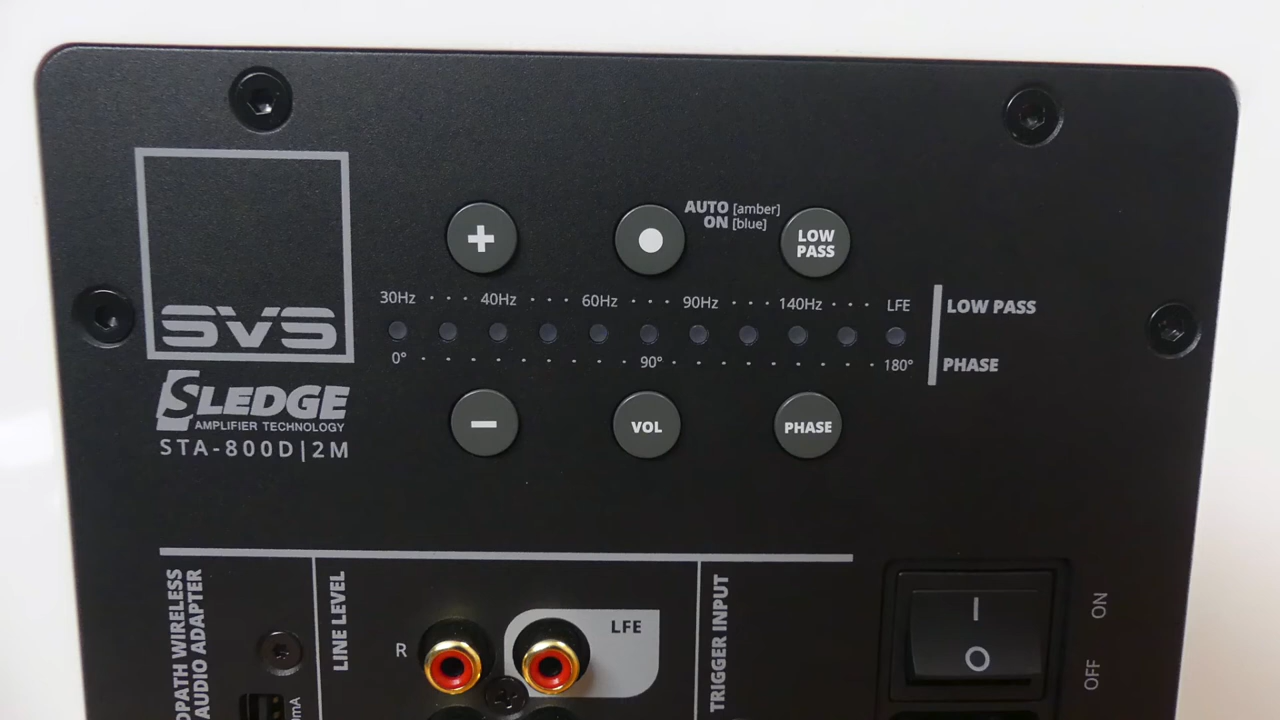 AUTO [amber]
ON [blue]
+
LOW
PASS
30Hz 40Hz 60Hz 90Hz 140Hz LFE
LOW PASS
0° 90° 180°
PHASE
SVS
SLEDGE
AMPLIFIER TECHNOLOGY
STA-800D|2M
−
VOL
PHASE
WIRELESS
AUDIO ADAPTER
LINE LEVEL
R
LFE
TRIGGER INPUT
I
O
ON
OFF